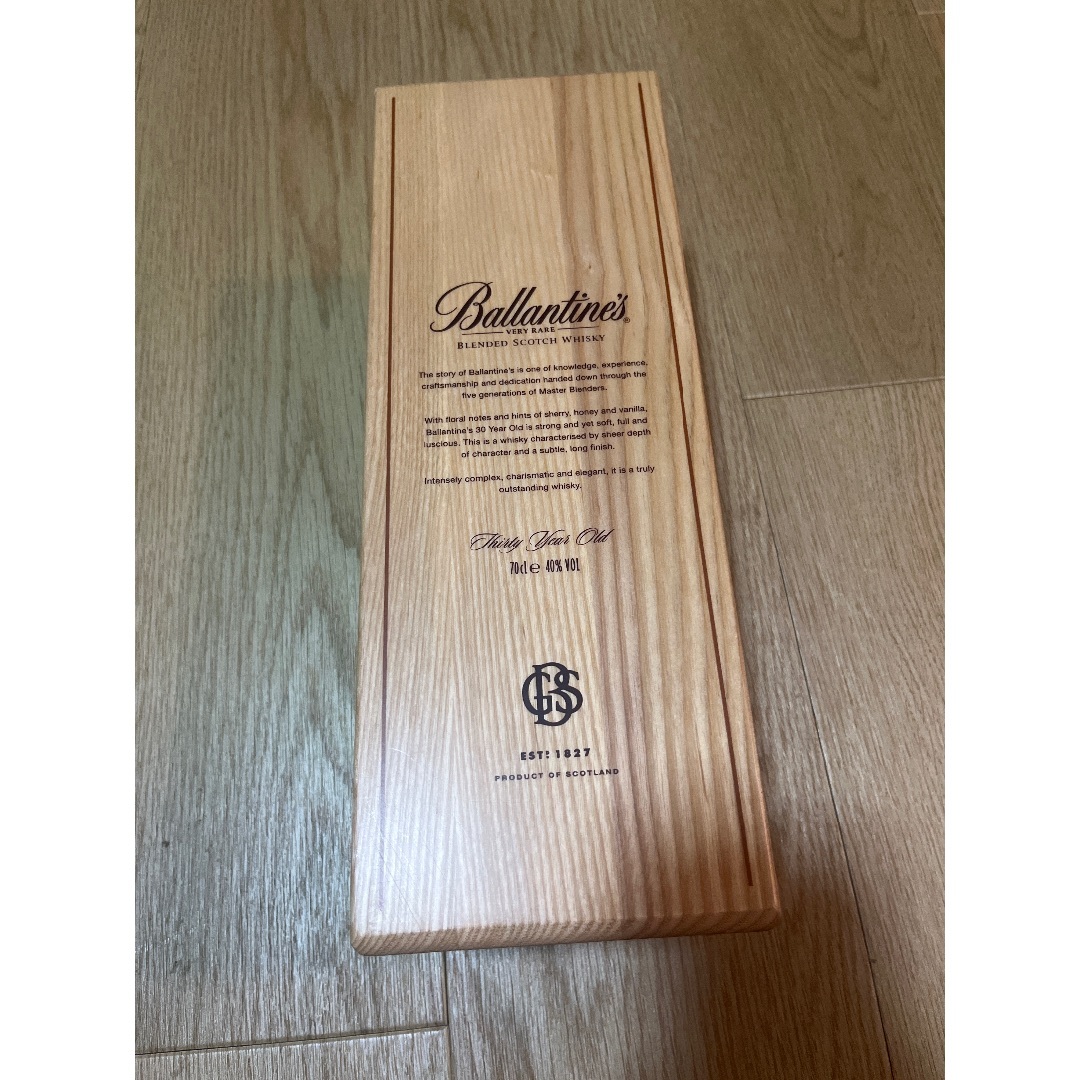 Ballantine's®
VERY RARE
BLENDED SCOTCH WHISKY
The story of Ballantine's is one of knowledge, experience,
craftsmanship and dedication handed down through the
five generations of Master Blenders.
With floral notes and hints of sherry, honey and vanilla,
Ballantine's 30 Year Old is strong and yet soft, full and
luscious. This is a whisky characterised by sheer depth
of character and a subtle, long finish.
Intensely complex, charismatic and elegant, it is a truly
outstanding whisky.
Thirty Year Old
70cl ℮ 40% VOL
GBS
ESTD 1827
PRODUCT OF SCOTLAND